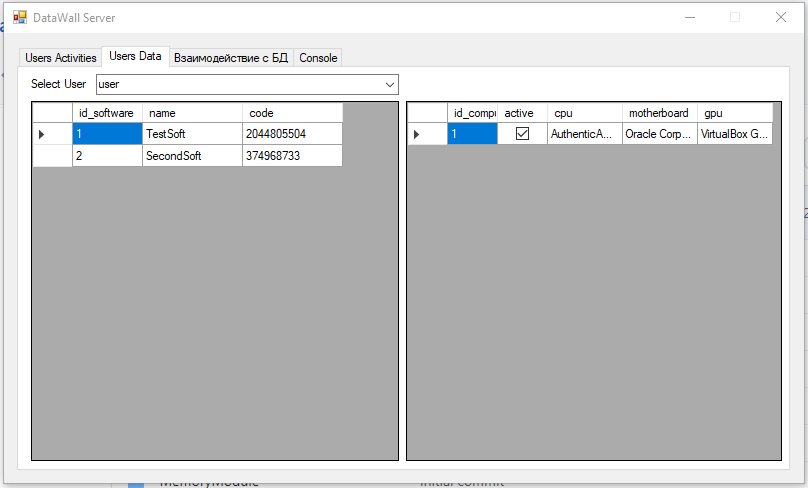 DataWall Server
Users Activities Users Data Взаимодействие с БД Console
Select User user
id_software name code
1 TestSoft 2044805504
2 SecondSoft 374968733
id_compu active cpu motherboard gpu
1 AuthenticA... Oracle Corp... VirtualBox G...
MemoryModule initial commit